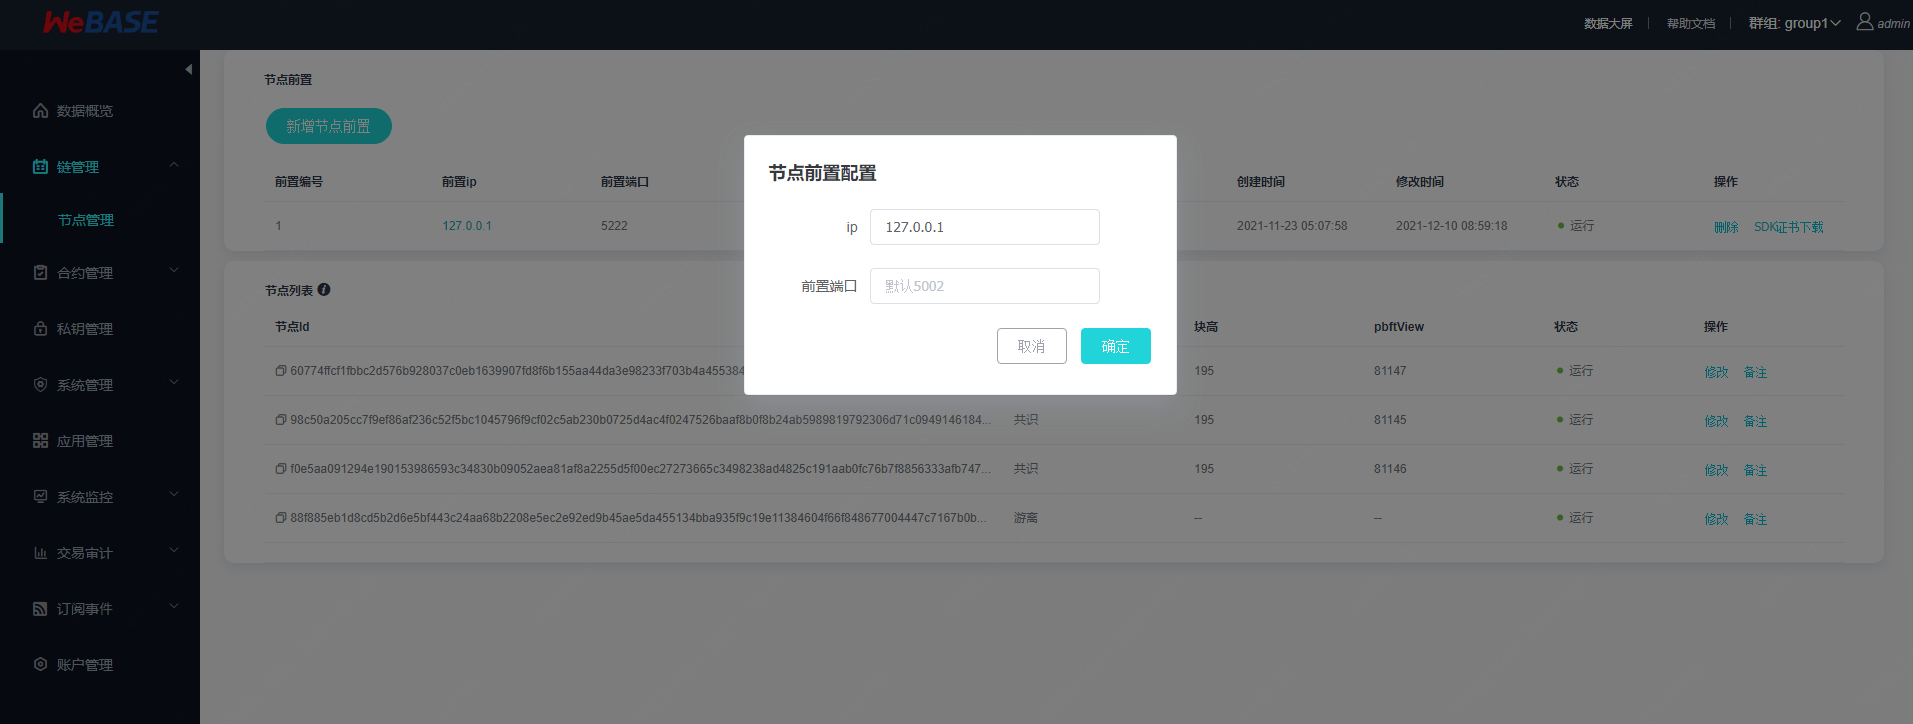 WeBASE
数据大屏 | 帮助文档 | 群组: group1 admin
数据概览
链管理
节点管理
合约管理
私钥管理
系统管理
应用管理
系统监控
交易审计
订阅事件
账户管理
节点前置
新增节点前置
前置编号 前置ip 前置端口 创建时间 修改时间 状态 操作
1 127.0.0.1 5222 2021-11-23 05:07:58 2021-12-10 08:59:18 运行 删除 SDK证书下载
节点列表
节点Id 块高 pbftView 状态 操作
60774ffcf1fbbc2d576b928037c0eb1639907fd8f6b155aa44da3e98233f703b4a455384 195 81147 运行 修改 备注
98c50a205cc7f9ef86af236c52f5bc1045796f9cf02c5ab230b0725d4ac4f0247526baaf8b0f8b24ab5989819792306d71c0949146184... 共识 195 81145 运行 修改 备注
f0e5aa091294e190153986593c34830b09052aea81af8a2255d5f00ec27273665c3498238ad4825c191aab0fc76b7f8856333afb747... 共识 195 81146 运行 修改 备注
88f885eb1d8cd5b2d6e5bf443c24aa68b2208e5ec2e92ed9b45ae5da455134bba935f9c19e11384604f66f848677004447c7167b0b... 游离 -- -- 运行 修改 备注
节点前置配置
ip 127.0.0.1
前置端口 默认5002
取消 确定